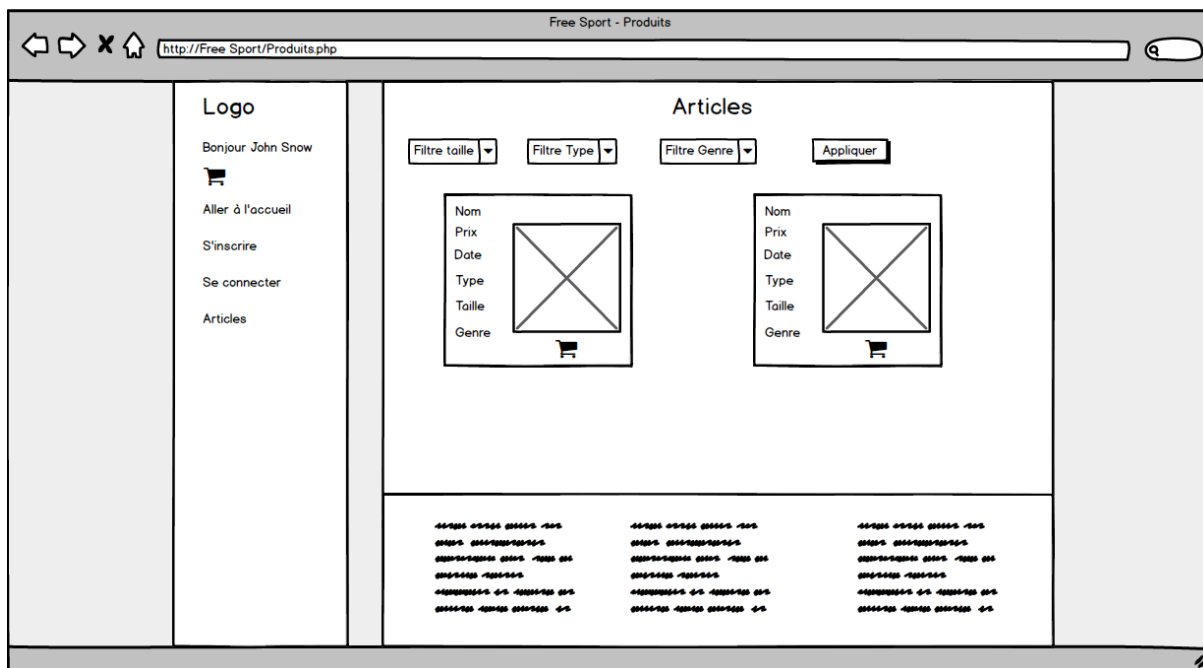 Free Sport - Produits
http://Free Sport/Produits.php
Logo
Bonjour John Snow
Aller à l'accueil
S'inscrire
Se connecter
Articles
Articles
Filtre taille
Filtre Type
Filtre Genre
Appliquer
Nom
Prix
Date
Type
Taille
Genre
Nom
Prix
Date
Type
Taille
Genre